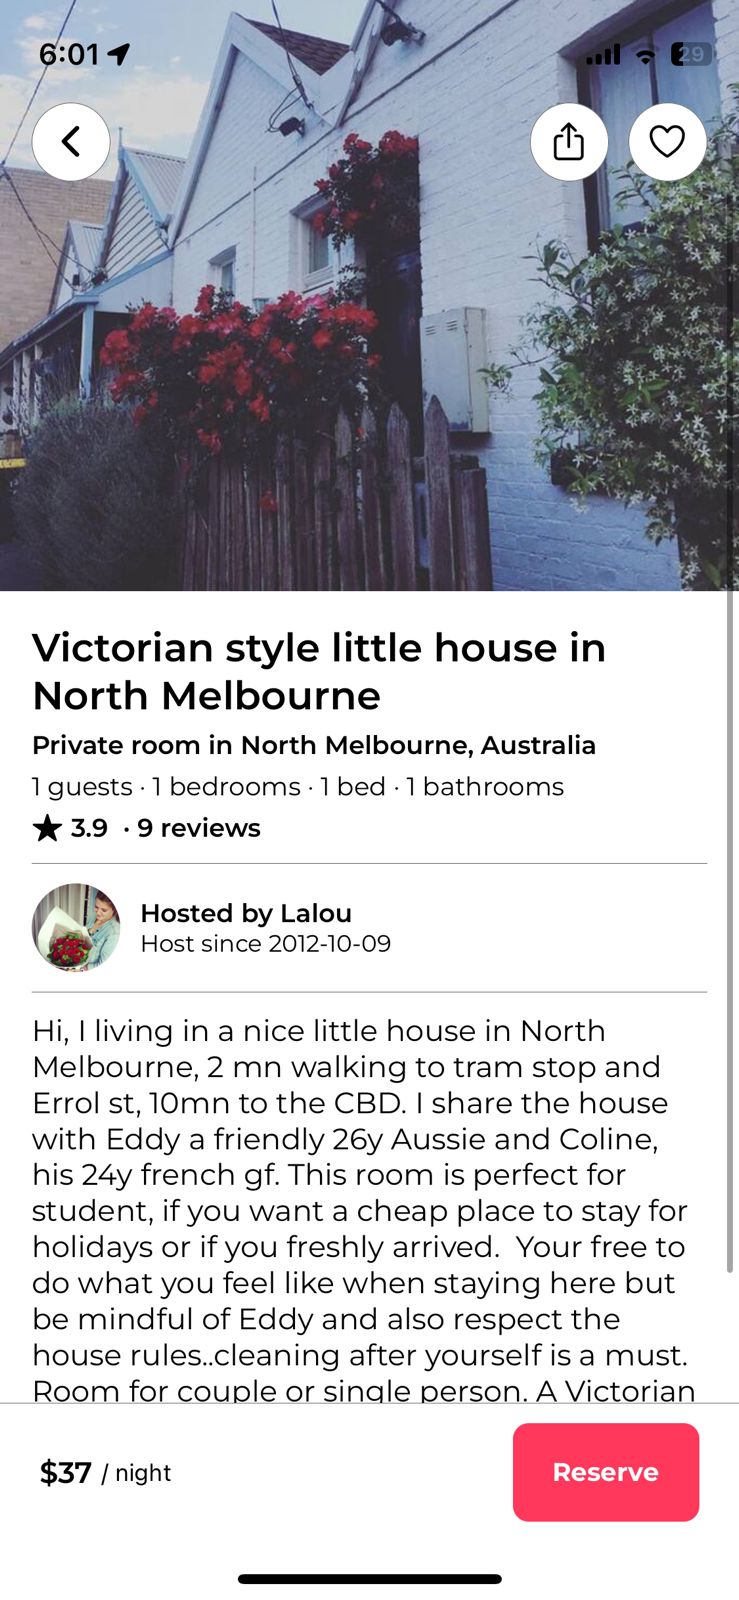 6:01
29
Victorian style little house in
North Melbourne
Private room in North Melbourne, Australia
1 guests · 1 bedrooms · 1 bed · 1 bathrooms
3.9 · 9 reviews
Hosted by Lalou
Host since 2012-10-09
Hi, I living in a nice little house in North
Melbourne, 2 mn walking to tram stop and
Errol st, 10mn to the CBD. I share the house
with Eddy a friendly 26y Aussie and Coline,
his 24y french gf. This room is perfect for
student, if you want a cheap place to stay for
holidays or if you freshly arrived.  Your free to
do what you feel like when staying here but
be mindful of Eddy and also respect the
house rules..cleaning after yourself is a must.
Room for couple or single person. A Victorian
$37 / night
Reserve